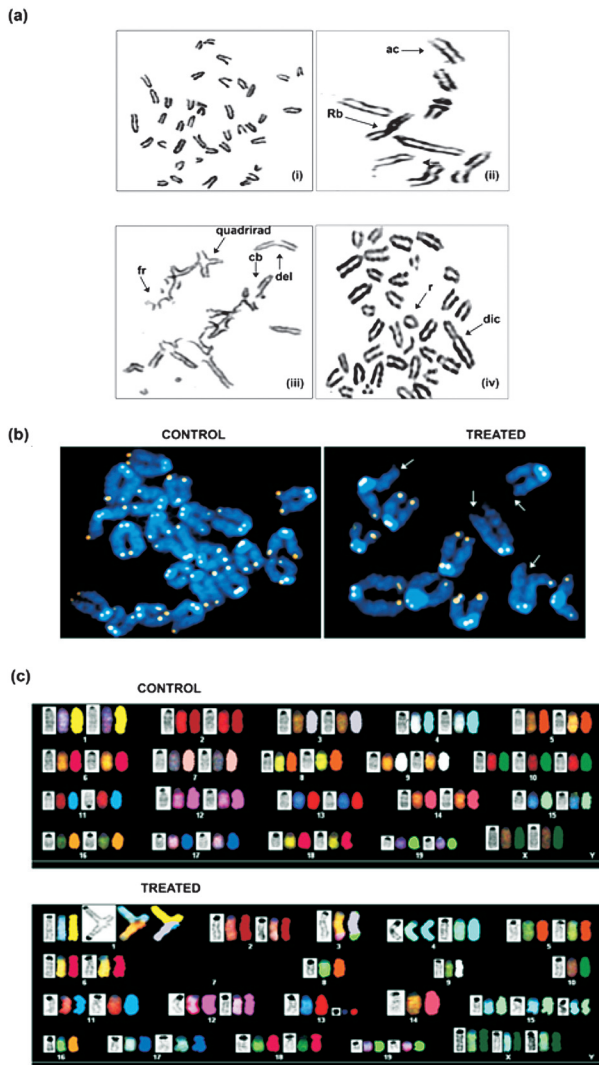 (a)
ac
Rb
(i)
(ii)
quadrirad
fr
cb
del
r
dic
(iii)
(iv)
(b)
CONTROL
TREATED
(c)
CONTROL
1 2 3 4 5
6 7 8 9 10
11 12 13 14 15
16 17 18 19 X Y
TREATED
1 2 3 4 5
6 7 8 9 10
11 12 13 14 15
16 17 18 19 X Y